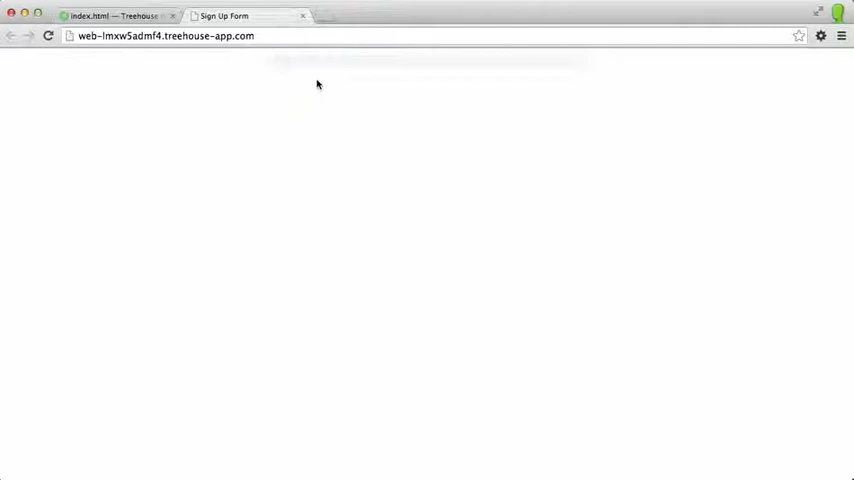 index.html — Treehouse
Sign Up Form
web-lmxw5admf4.treehouse-app.com